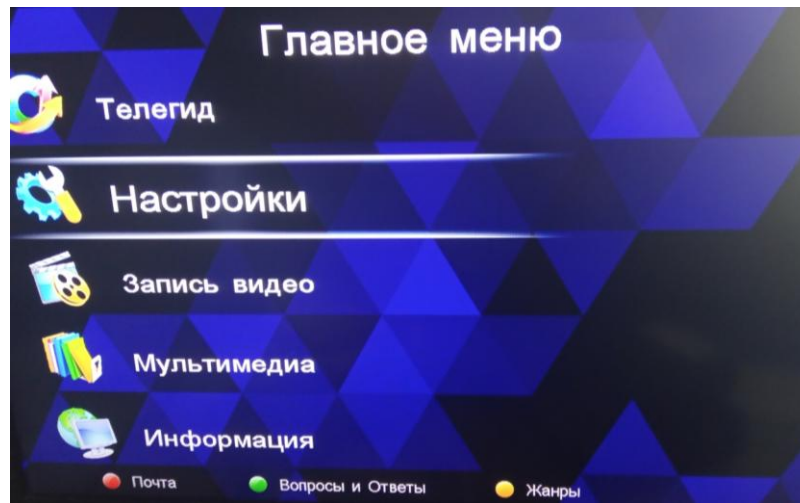 Главное меню
Телегид
Настройки
Запись видео
Мультимедиа
Информация
Почта Вопросы и Ответы Жанры